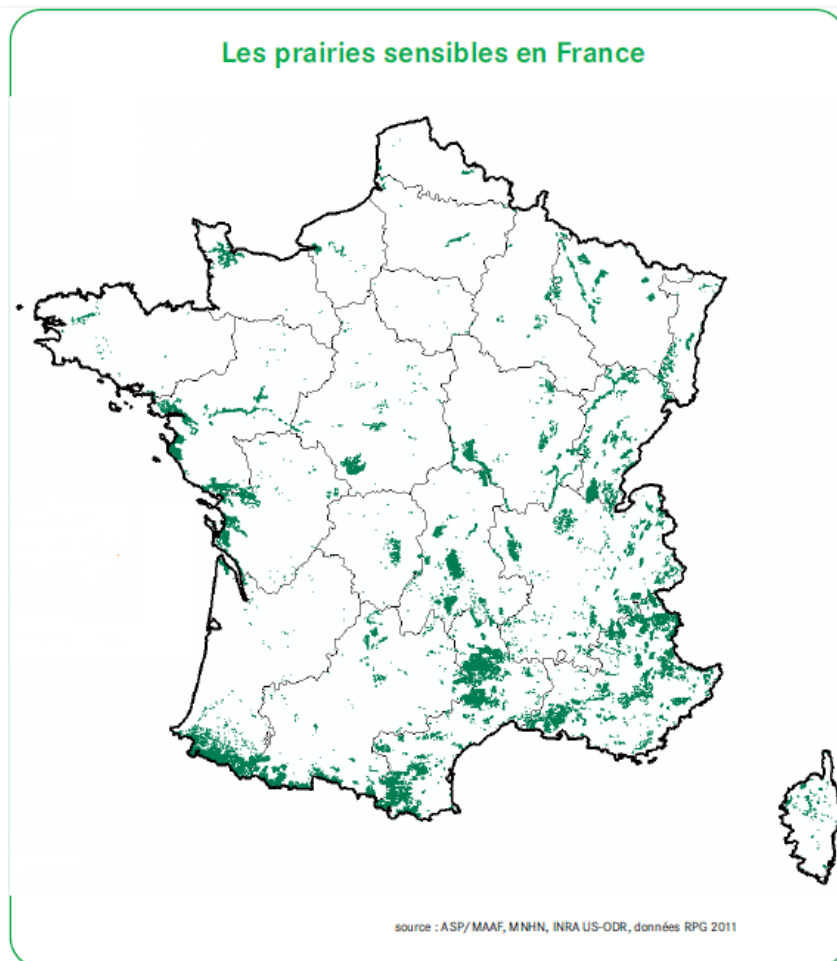 Les prairies sensibles en France
source : ASP/MAAF, MNHN, INRA US-ODR, données RPG 2011